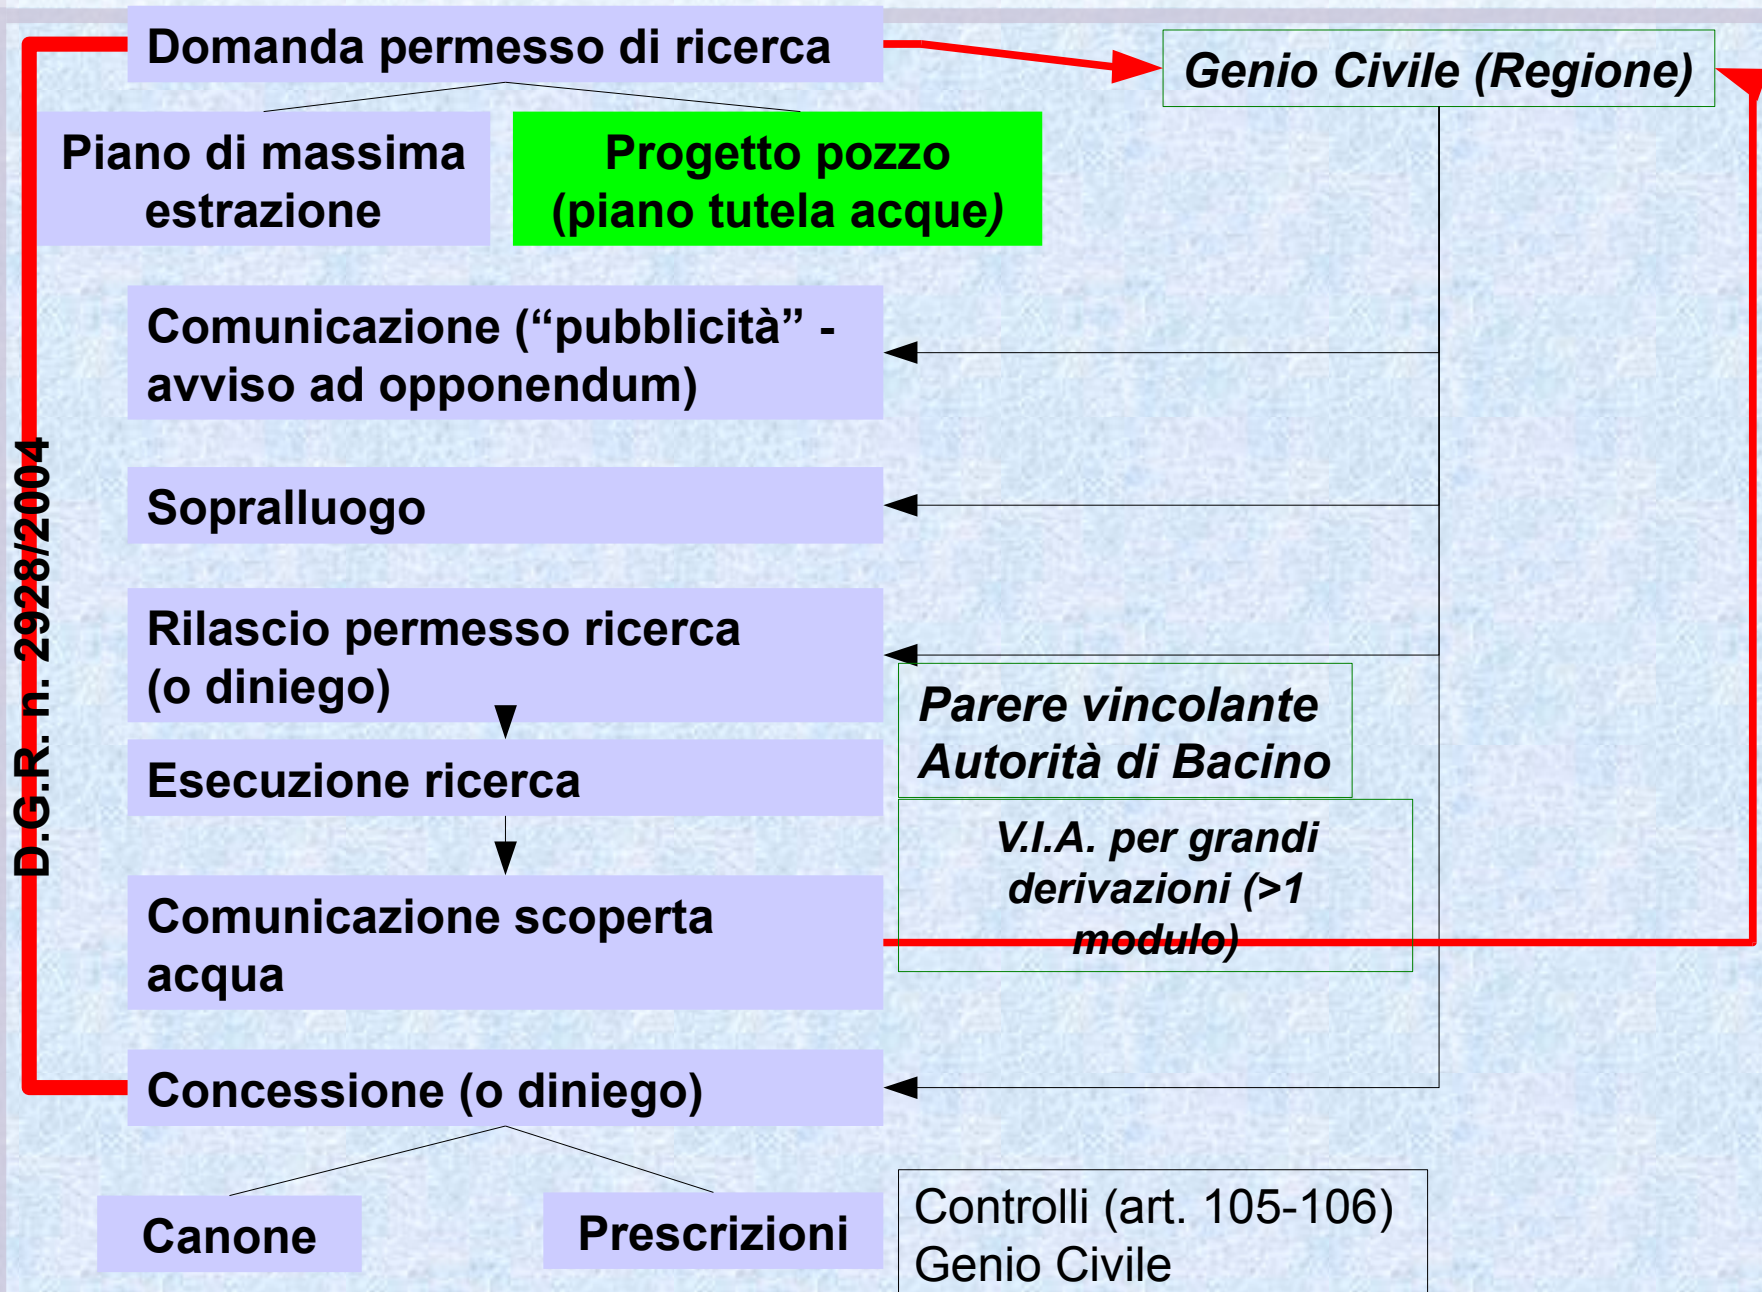 Domanda permesso di ricerca
Genio Civile (Regione)
Piano di massima
estrazione
Progetto pozzo
(piano tutela acque)
Comunicazione (“pubblicità” -
avviso ad opponendum)
Sopralluogo
D.G.R. n. 2928/2004
Rilascio permesso ricerca
(o diniego)
Parere vincolante
Autorità di Bacino
Esecuzione ricerca
V.I.A. per grandi
derivazioni (>1
modulo)
Comunicazione scoperta
acqua
Concessione (o diniego)
Canone
Prescrizioni
Controlli (art. 105-106)
Genio Civile